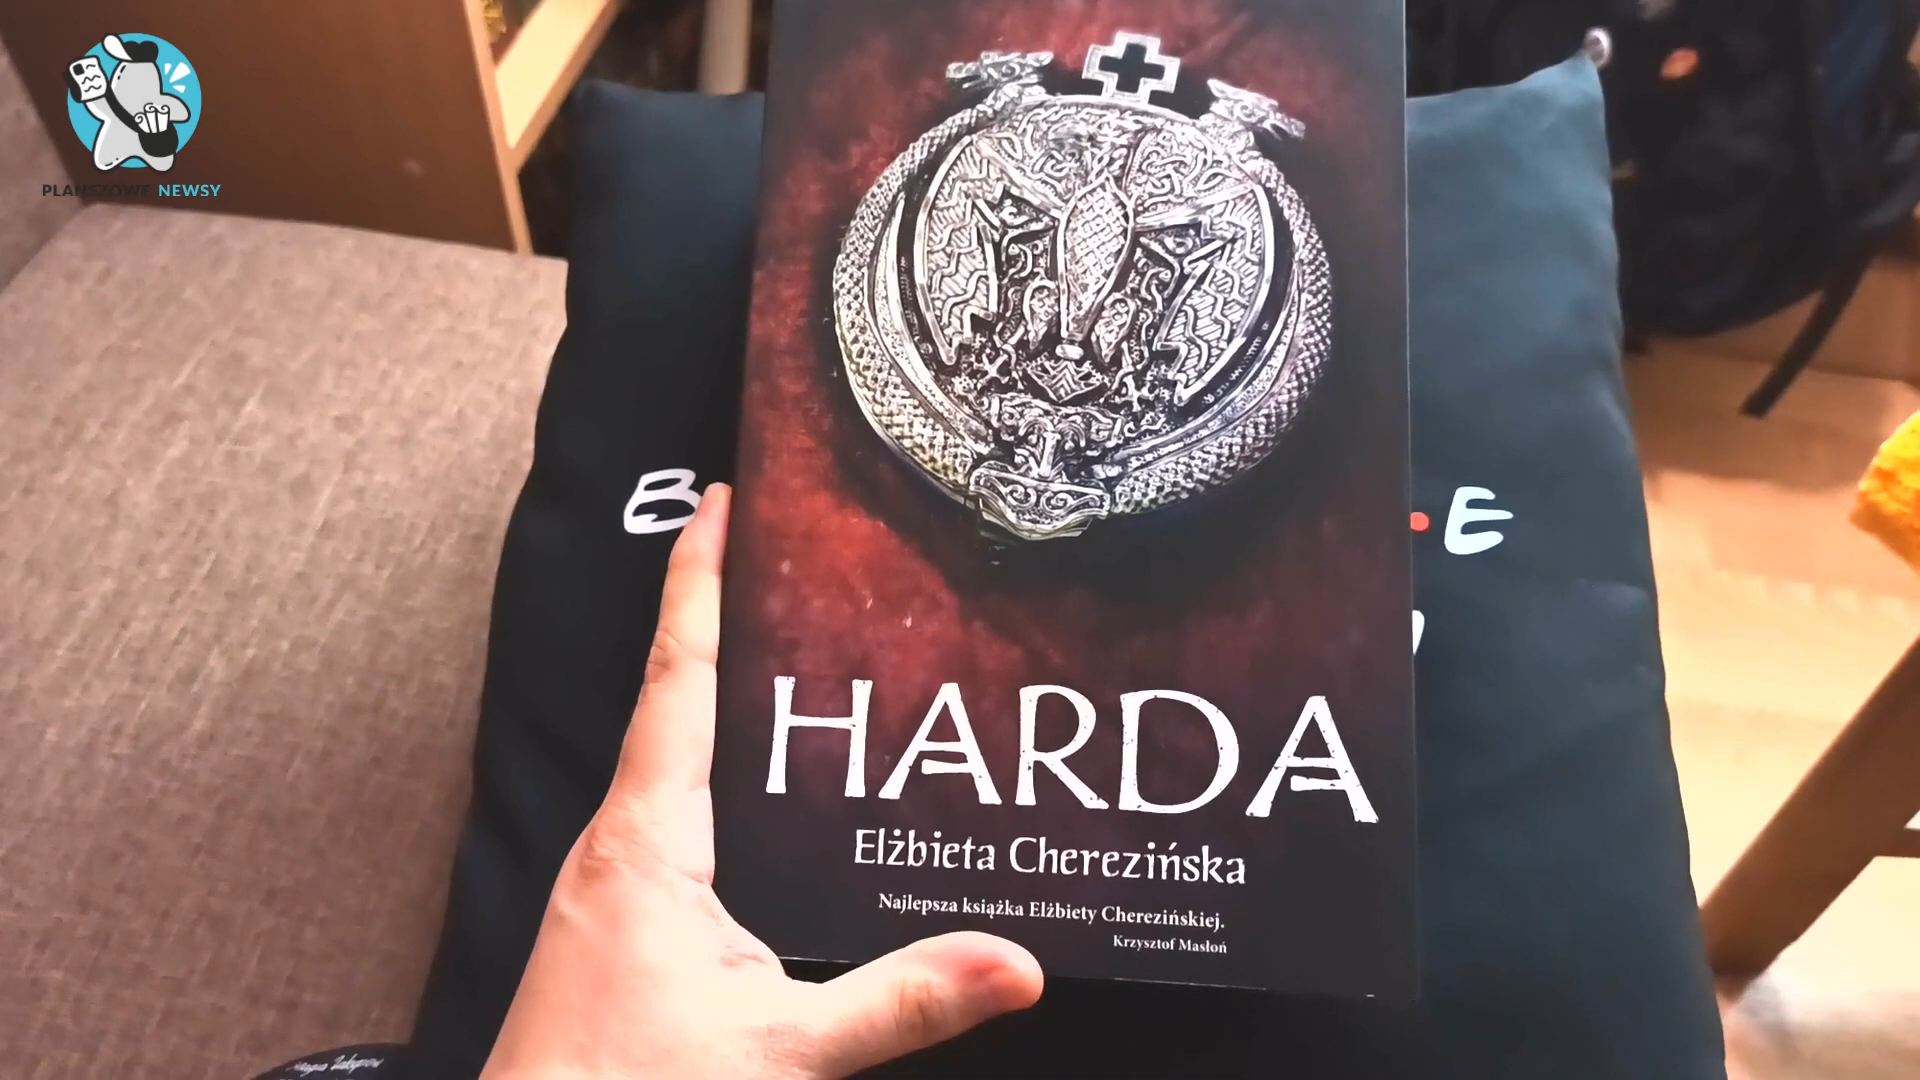 PLANSZOWE NEWSY
B
E
HARDA
Elżbieta Cherezińska
Najlepsza książka Elżbiety Cherezińskiej.
Krzysztof Masłoń